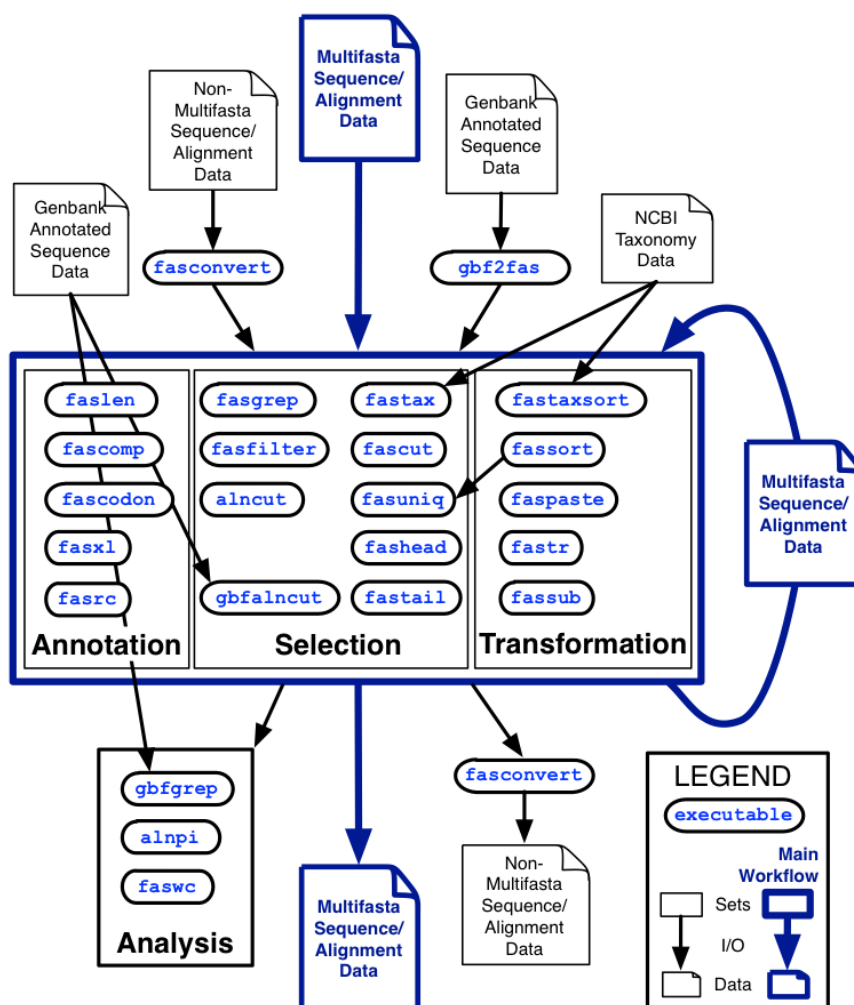 Multifasta
Sequence/
Alignment
Data
Non-
Multifasta
Sequence/
Alignment
Data
Genbank
Annotated
Sequence
Data
Genbank
Annotated
Sequence
Data
NCBI
Taxonomy
Data
fasconvert
gbf2fas
faslen
fascomp
fascodon
fasxl
fasrc
Annotation
fasgrep
fasfilter
alncut
gbfalncut
fastax
fascut
fasuniq
fashead
fastail
Selection
fastaxsort
fassort
faspaste
fastr
fassub
Transformation
Multifasta
Sequence/
Alignment
Data
gbfgrep
alnpi
faswc
Analysis
Multifasta
Sequence/
Alignment
Data
fasconvert
Non-
Multifasta
Sequence/
Alignment
Data
LEGEND
executable
Main
Workflow
Sets
I/O
Data